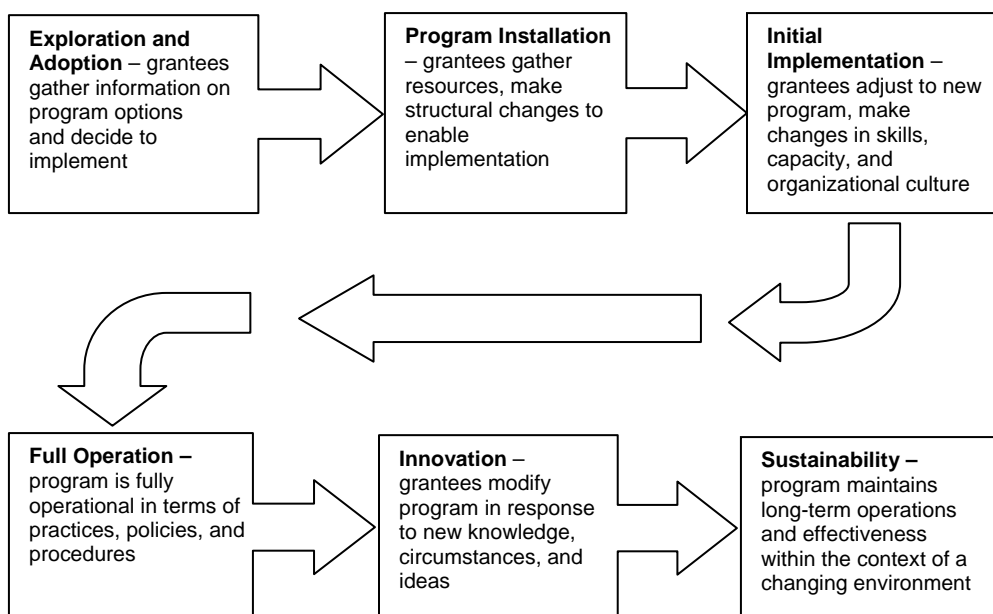 Exploration and
Adoption – grantees
gather information on
program options
and decide to
implement
Program Installation
– grantees gather
resources, make
structural changes to
enable
implementation
Initial
Implementation –
grantees adjust to new
program, make
changes in skills,
capacity, and
organizational culture
Full Operation –
program is fully
operational in terms of
practices, policies, and
procedures
Innovation –
grantees modify
program in response
to new knowledge,
circumstances, and
ideas
Sustainability –
program maintains
long-term operations
and effectiveness
within the context of a
changing environment